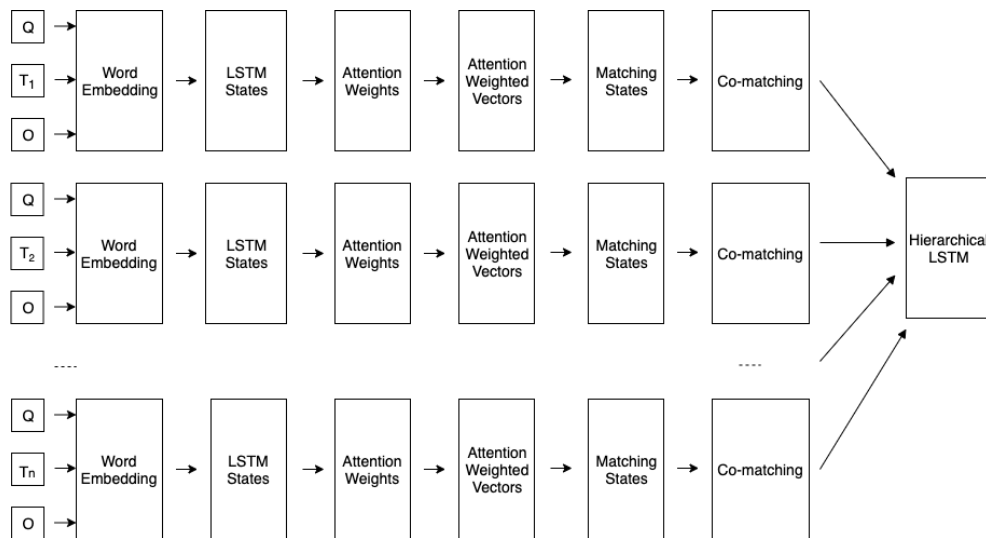 Q
T₁
O
Word
Embedding
LSTM
States
Attention
Weights
Attention
Weighted
Vectors
Matching
States
Co-matching
Q
T₂
O
Word
Embedding
LSTM
States
Attention
Weights
Attention
Weighted
Vectors
Matching
States
Co-matching
Hierarchical
LSTM
....
....
Q
Tn
O
Word
Embedding
LSTM
States
Attention
Weights
Attention
Weighted
Vectors
Matching
States
Co-matching